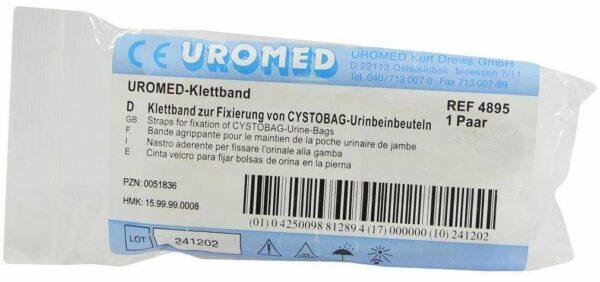 CE UROMED
UROMED Kurt Drews GmbH
D 22113 Oststeinbek - Meessen 7/11
Tel. 040/713 007 0 - Fax 713 007 99
UROMED-Klettband
REF 4895
1 Paar
D Klettband zur Fixierung von CYSTOBAG-Urinbeinbeuteln
GB Straps for fixation of CYSTOBAG-Urine-Bags
F Bande agrippante pour le maintien de la poche urinaire de jambe
I Nastro aderente per fissare l'orinale alla gamba
E Cinta velcro para fijar bolsas de orina en la pierna
PZN: 0051836
HMK: 15.99.99.0008
(01) 0 4250098 81289 4 (17) 000000 (10) 241202
LOT 241202